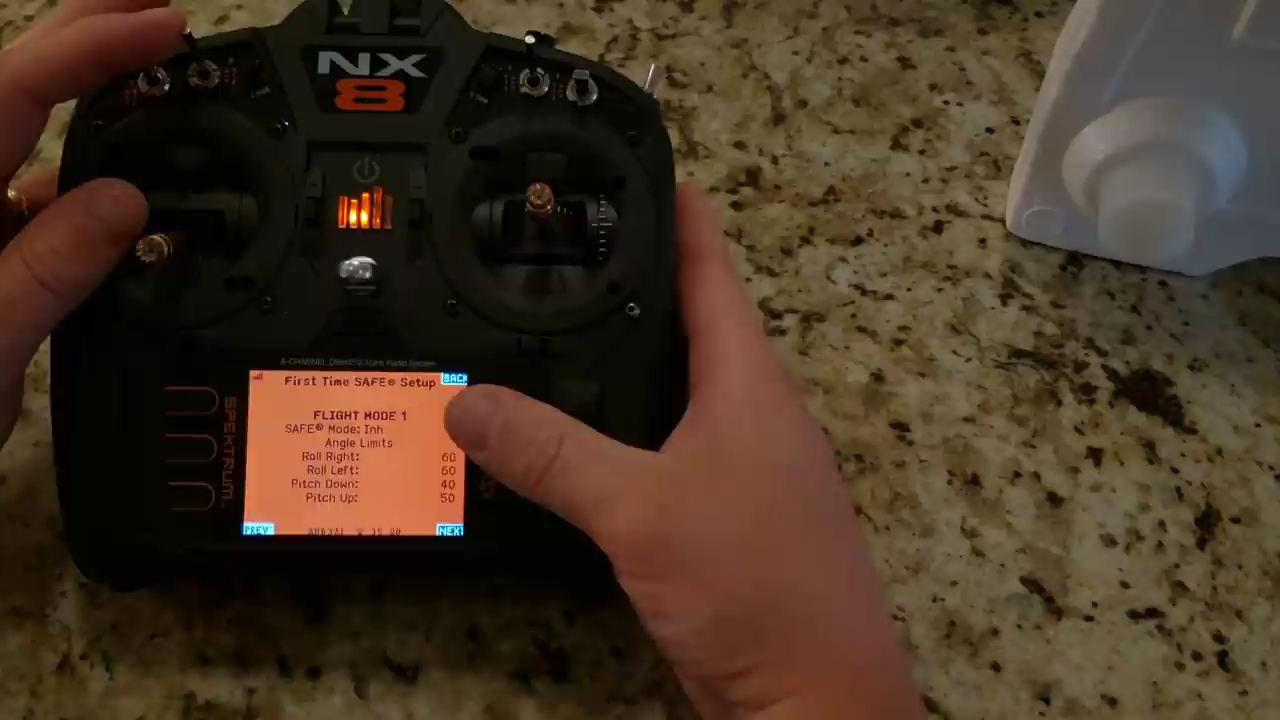 NX
8
First Time SAFE® Setup BACK
FLIGHT MODE 1
SAFE® Mode: Inh
Angle Limits
Roll Right: 60
Roll Left: 60
Pitch Down: 40
Pitch Up: 50
PREV NEXT
SPEKTRUM